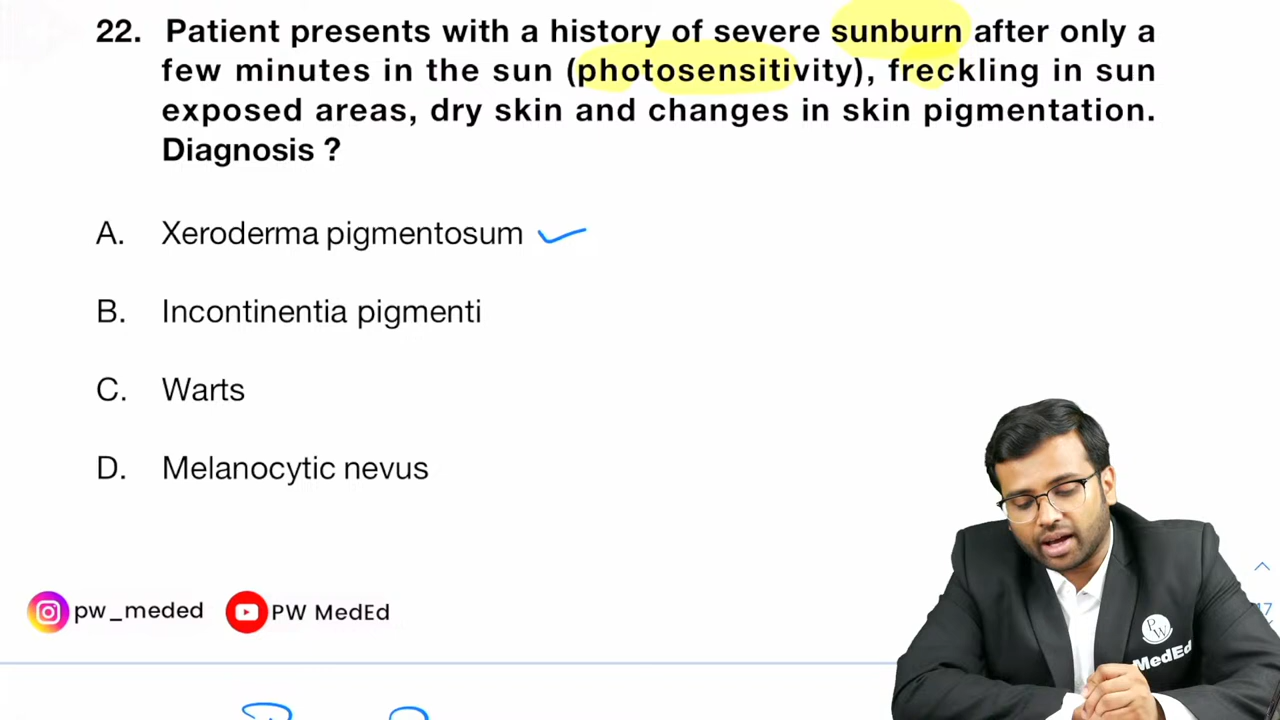 22. Patient presents with a history of severe sunburn after only a
few minutes in the sun (photosensitivity), freckling in sun
exposed areas, dry skin and changes in skin pigmentation.
Diagnosis ?
A. Xeroderma pigmentosum
B. Incontinentia pigmenti
C. Warts
D. Melanocytic nevus
pw_meded PW MedEd
PW
MedEd
17